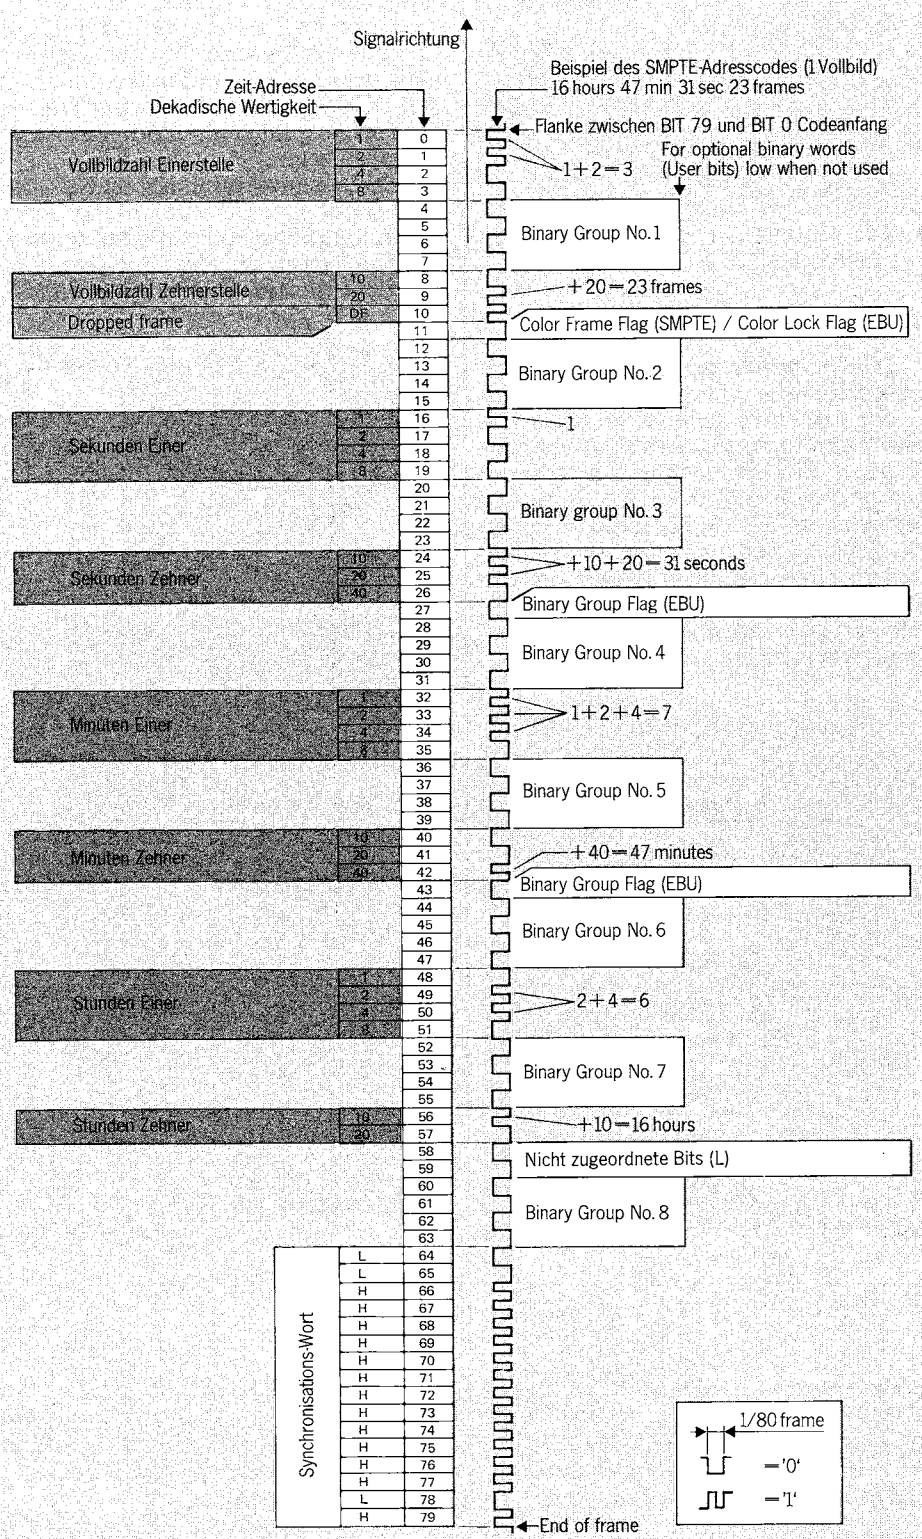 Signalrichtung
Beispiel des SMPTE-Adresscodes (1 Vollbild)
16 hours 47 min 31 sec 23 frames
Zeit-Adresse
Dekadische Wertigkeit
Flanke zwischen BIT 79 und BIT 0 Codeanfang
For optional binary words
(User bits) low when not used
Vollbildzahl Einerstelle
1 0
2 1
4 2
8 3
1+2=3
4
5
6
7
Binary Group No. 1
Vollbildzahl Zehnerstelle
10 8
20 9
+20=23 frames
Dropped frame
DF 10
11
Color Frame Flag (SMPTE) / Color Lock Flag (EBU)
12
13
14
15
Binary Group No. 2
Sekunden Einer
1 16
2 17
4 18
8 19
1
20
21
22
23
Binary group No. 3
Sekunden Zehner
10 24
20 25
40 26
+10+20=31 seconds
27
Binary Group Flag (EBU)
28
29
30
31
Binary Group No. 4
Minuten Einer
1 32
2 33
4 34
8 35
1+2+4=7
36
37
38
39
Binary Group No. 5
Minuten Zehner
10 40
20 41
40 42
+40=47 minutes
43
Binary Group Flag (EBU)
44
45
46
47
Binary Group No. 6
Stunden Einer
1 48
2 49
4 50
8 51
2+4=6
52
53
54
55
Binary Group No. 7
Stunden Zehner
10 56
20 57
+10=16 hours
58
59
Nicht zugeordnete Bits (L)
60
61
62
63
Binary Group No. 8
Synchronisations-Wort
L 64
L 65
H 66
H 67
H 68
H 69
H 70
H 71
H 72
H 73
H 74
H 75
H 76
H 77
L 78
H 79
1/80 frame
='0'
='1'
End of frame